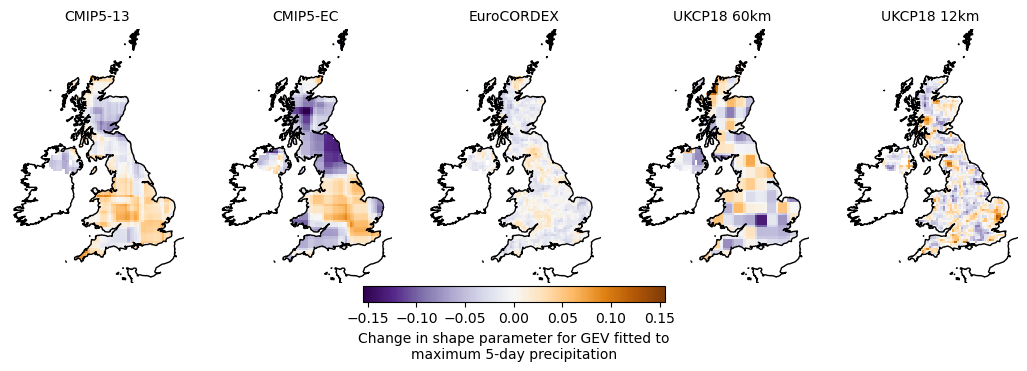 CMIP5-13
CMIP5-EC
EuroCORDEX
UKCP18 60km
UKCP18 12km
−0.15 −0.10 −0.05 0.00 0.05 0.10 0.15
Change in shape parameter for GEV fitted to
maximum 5-day precipitation